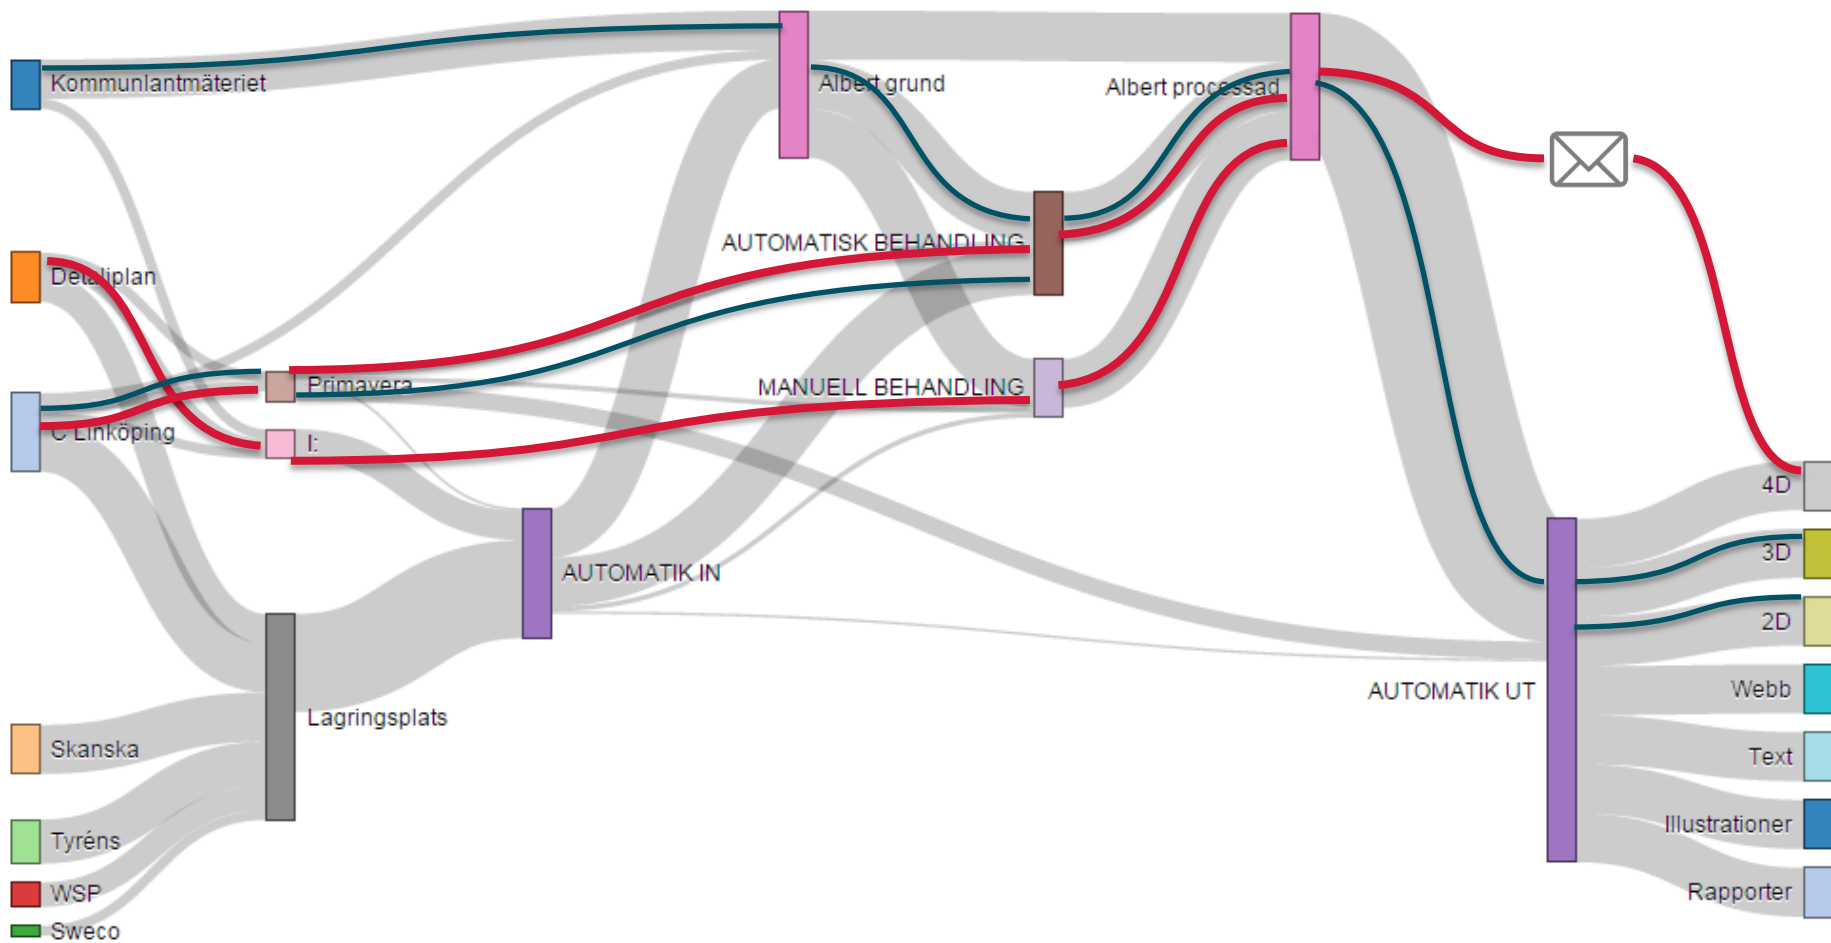 Kommunlantmäteriet
Albert grund
Albert processad
AUTOMATISK BEHANDLING
Detaljplan
Primavera
MANUELL BEHANDLING
C Linköping
I:
4D
3D
AUTOMATIK IN
2D
AUTOMATIK UT
Webb
Lagringsplats
Skanska
Text
Illustrationer
Tyréns
WSP
Rapporter
Sweco